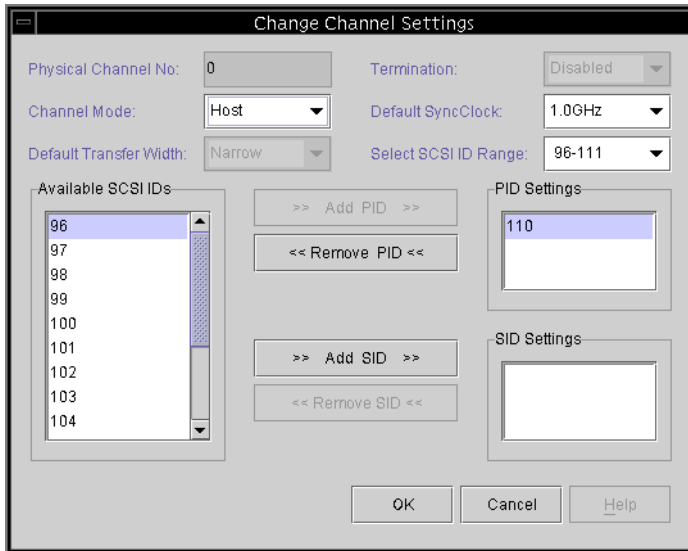 Change Channel Settings
Physical Channel No: 0 Termination: Disabled
Channel Mode: Host Default SyncClock: 1.0GHz
Default Transfer Width: Narrow Select SCSI ID Range: 96-111
Available SCSI IDs
96
97
98
99
100
101
102
103
104
>> Add PID >>
<< Remove PID <<
>> Add SID >>
<< Remove SID <<
PID Settings
110
SID Settings
OK Cancel Help